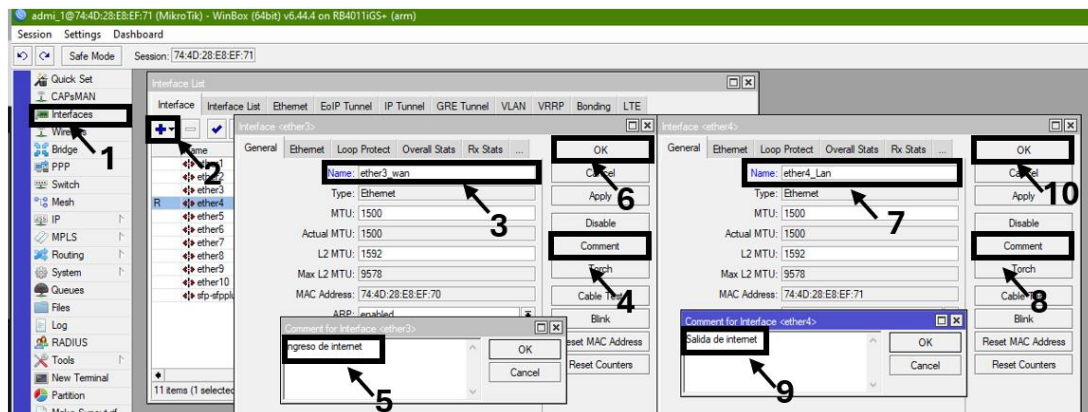 admi_1@74:4D:28:E8:EF:71 (MikroTik) - WinBox (64bit) v6.44.4 on RB4011iGS+ (arm)
Session Settings Dashboard
Safe Mode Session: 74:4D:28:E8:EF:71
Quick Set
CAPsMAN
Interfaces
Wireless
Bridge
PPP
Switch
Mesh
IP
MPLS
Routing
System
Queues
Files
Log
RADIUS
Tools
New Terminal
Partition
1
Interface List
Interface Interface List Ethernet EoIP Tunnel IP Tunnel GRE Tunnel VLAN VRRP Bonding LTE
2
Name
ether1
ether2
ether3
R ether4
ether5
ether6
ether7
ether8
ether9
ether10
sfp-sfpplu
11 items (1 selected
Interface <ether3>
General Ethernet Loop Protect Overall Stats Rx Stats ...
Name: ether3_wan
Type: Ethernet
MTU: 1500
Actual MTU: 1500
L2 MTU: 1592
Max L2 MTU: 9578
MAC Address: 74:4D:28:E8:EF:70
ARP: enabled
3
OK
Cancel
Apply
Disable
Comment
Torch
Cable Test
Blink
Reset MAC Address
Reset Counters
6
4
Comment for Interface <ether3>
Ingreso de internet
OK
Cancel
5
Interface <ether4>
General Ethernet Loop Protect Overall Stats Rx Stats ...
Name: ether4_Lan
Type: Ethernet
MTU: 1500
Actual MTU: 1500
L2 MTU: 1592
Max L2 MTU: 9578
MAC Address: 74:4D:28:E8:EF:71
7
OK
Cancel
Apply
Disable
Comment
Torch
Cable Test
Blink
Reset MAC Address
Reset Counters
10
8
Comment for Interface <ether4>
Salida de internet
OK
Cancel
9